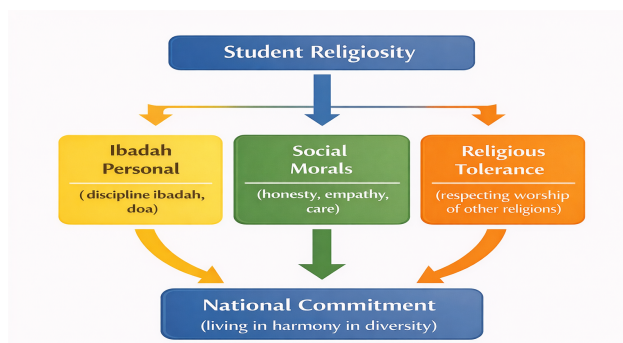 Student Religiosity
Ibadah
Personal
(discipline ibadah,
doa)
Social
Morals
(honesty, empathy,
care)
Religious
Tolerance
(respecting worship
of other religions)
National Commitment
(living in harmony in diversity)